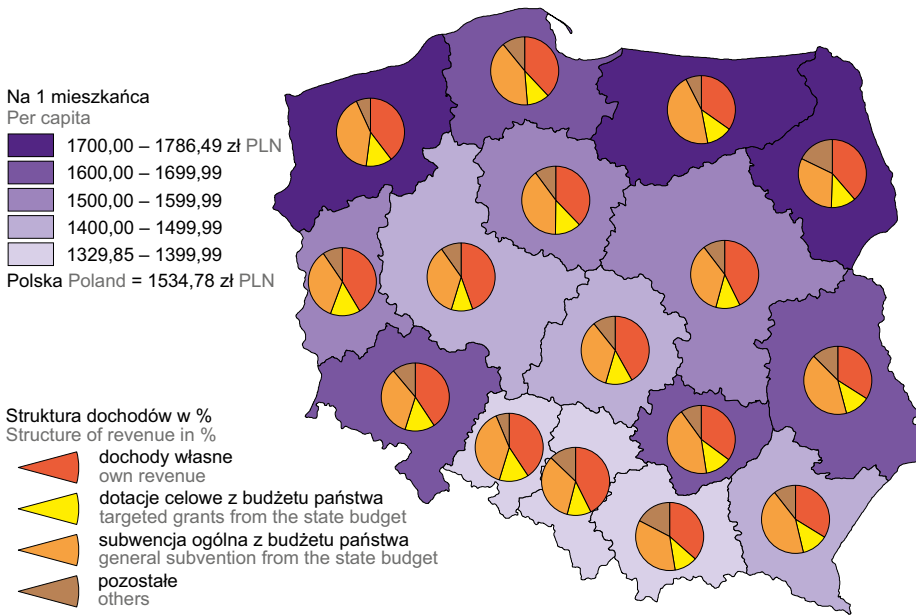 Na 1 mieszkańca
Per capita
1700,00 – 1786,49 zł PLN
1600,00 – 1699,99
1500,00 – 1599,99
1400,00 – 1499,99
1329,85 – 1399,99
Polska Poland = 1534,78 zł PLN
Struktura dochodów w %
Structure of revenue in %
dochody własne
own revenue
dotacje celowe z budżetu państwa
targeted grants from the state budget
subwencja ogólna z budżetu państwa
general subvention from the state budget
pozostałe
others